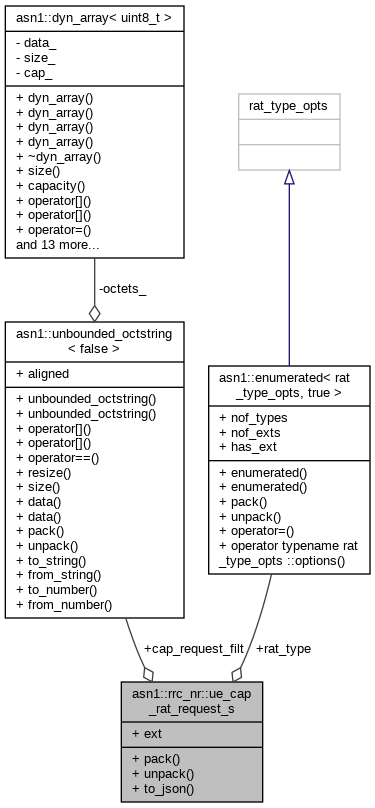 asn1::dyn_array< uint8_t >
- data_
- size_
- cap_
+ dyn_array()
+ dyn_array()
+ dyn_array()
+ dyn_array()
+ ~dyn_array()
+ size()
+ capacity()
+ operator[]()
+ operator[]()
+ operator=()
and 13 more...
rat_type_opts
-octets_
asn1::unbounded_octstring
< false >
+ aligned
+ unbounded_octstring()
+ unbounded_octstring()
+ operator[]()
+ operator[]()
+ operator==()
+ resize()
+ size()
+ data()
+ data()
+ pack()
+ unpack()
+ to_string()
+ from_string()
+ to_number()
+ from_number()
asn1::enumerated< rat
_type_opts, true >
+ nof_types
+ nof_exts
+ has_ext
+ enumerated()
+ enumerated()
+ pack()
+ unpack()
+ operator=()
+ operator typename rat
_type_opts ::options()
+cap_request_filt
+rat_type
asn1::rrc_nr::ue_cap
_rat_request_s
+ ext
+ pack()
+ unpack()
+ to_json()